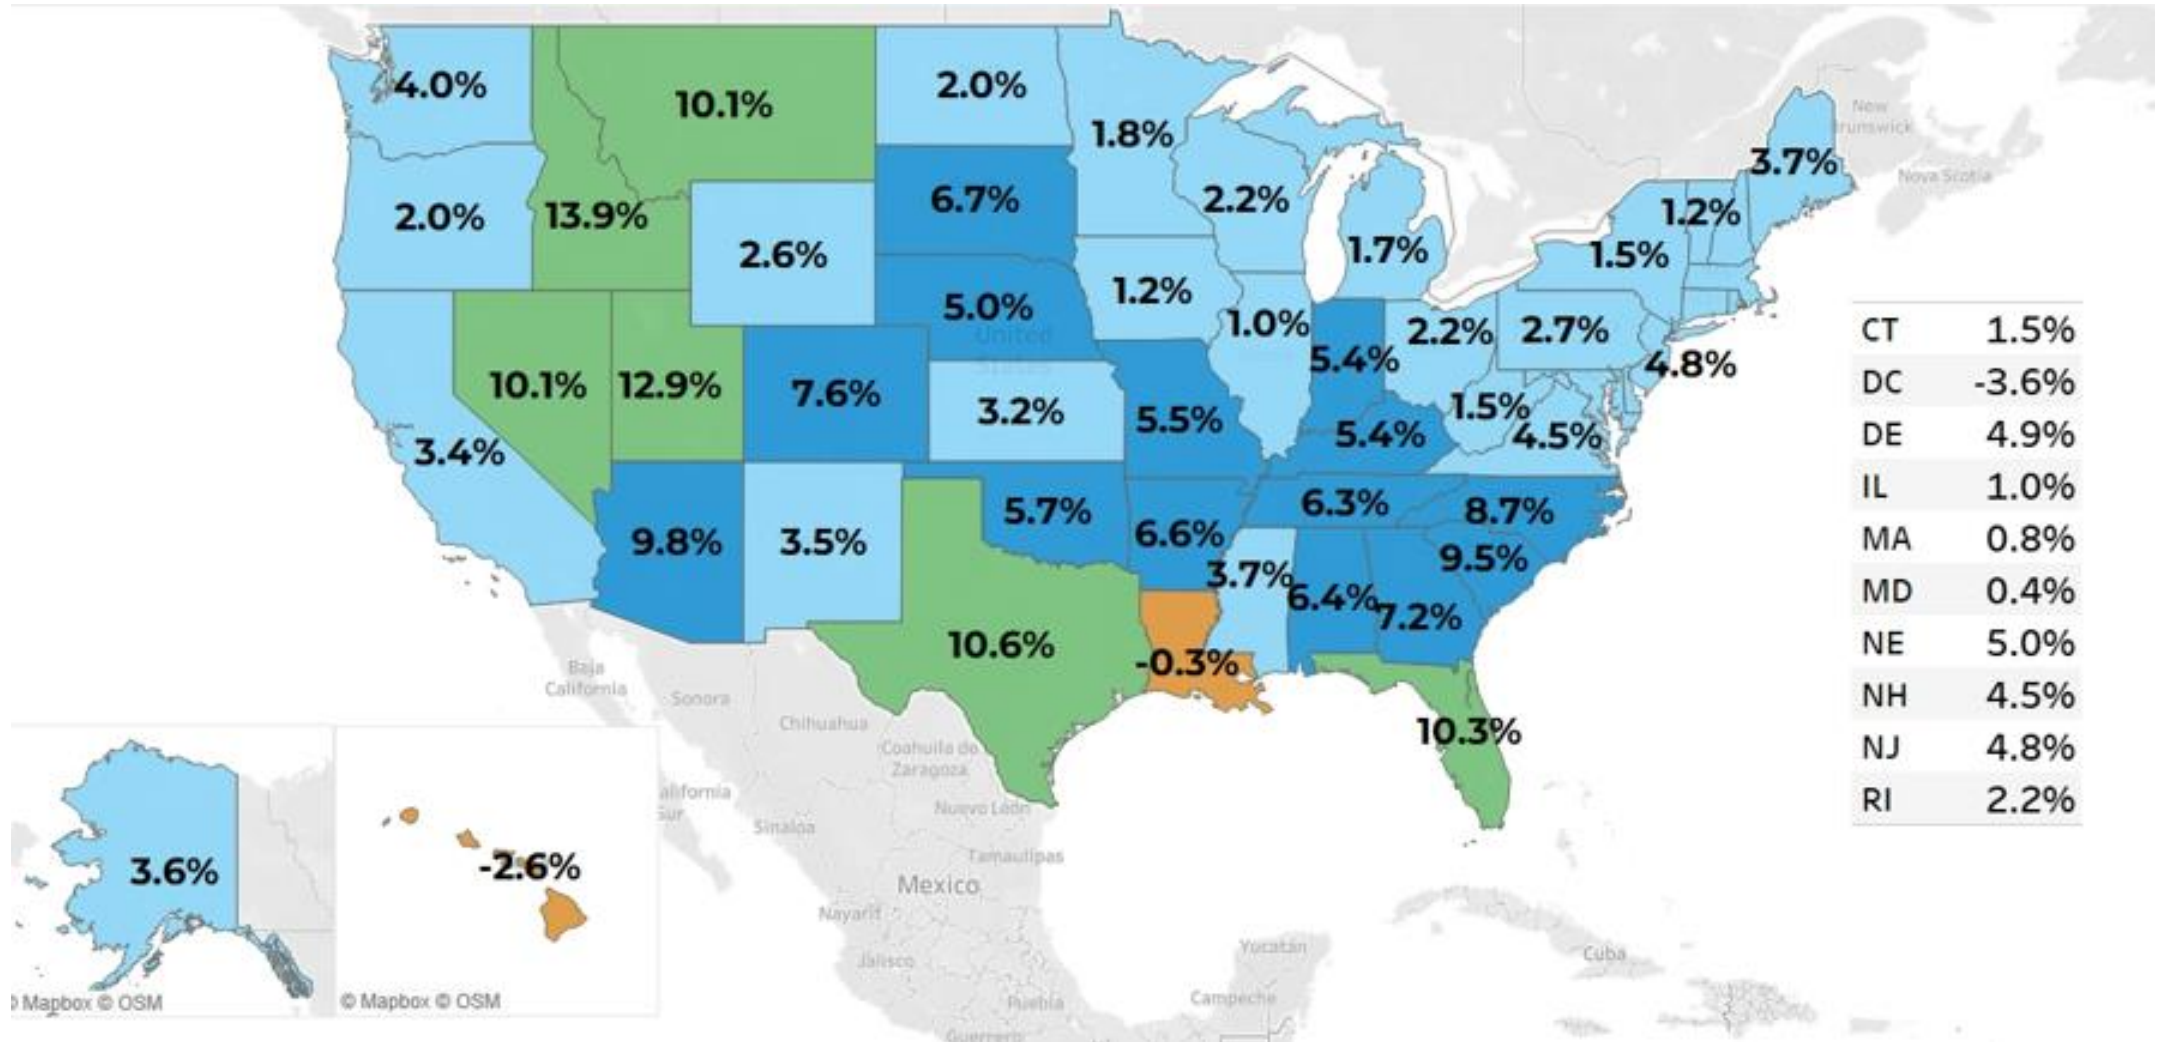 4.0%
10.1%
2.0%
1.8%
New
Brunswick
3.7%
Nova Scotia
2.0%
13.9%
6.7%
2.2%
1.2%
2.6%
1.7%
1.5%
1.2%
5.0%
United
States
1.0%
2.2%
2.7%
5.4%
4.8%
10.1%
12.9%
7.6%
3.2%
5.5%
1.5%
4.5%
5.4%
3.4%
5.7%
6.3%
8.7%
9.8%
3.5%
6.6%
9.5%
3.7%
6.4%
7.2%
10.6%
-0.3%
10.3%
CT 1.5%
DC -3.6%
DE 4.9%
IL 1.0%
MA 0.8%
MD 0.4%
NE 5.0%
NH 4.5%
NJ 4.8%
RI 2.2%
Baja
California
Sonora
Chihuahua
Coahuila de
Zaragoza
alifornia
Sur
Nuevo León
Sinaloa
Tamaulipas
Mexico
Nayarit
Jalisco
Puebla
Guerrero
Yucatán
Campeche
Cuba
3.6%
-2.6%
© Mapbox © OSM
© Mapbox © OSM